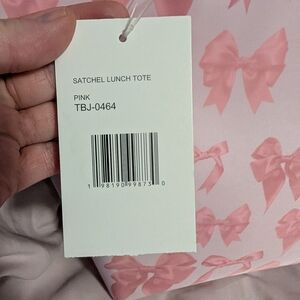 SATCHEL LUNCH TOTE
PINK
TBJ-0464
1 98190 99873 0